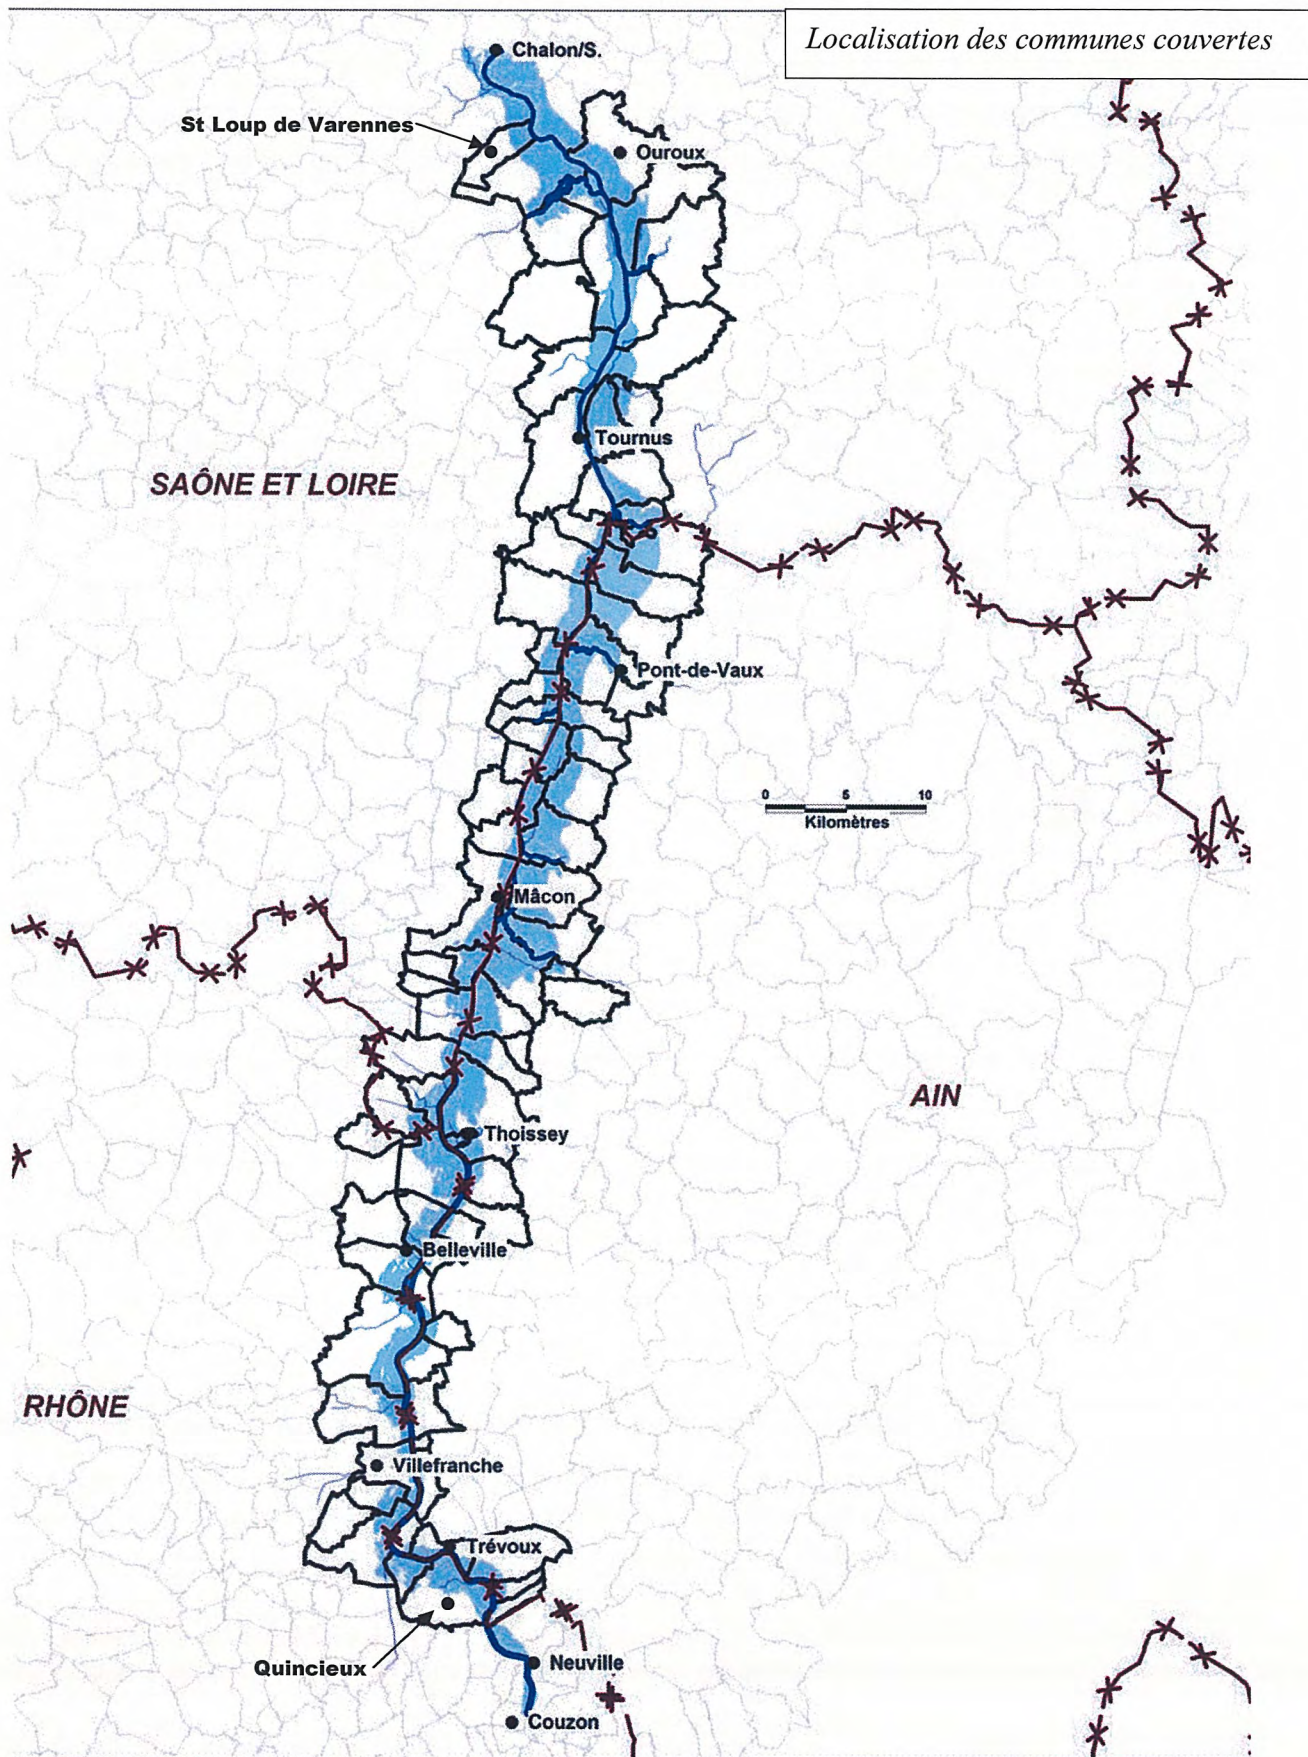 Localisation des communes couvertes
Chalon/S.
St Loup de Varennes
Ouroux
Tournus
SAÔNE ET LOIRE
Pont-de-Vaux
0 5 10
Kilomètres
Mâcon
AIN
Thoissey
Belleville
RHÔNE
Villefranche
Trévoux
Quincieux
Neuville
Couzon